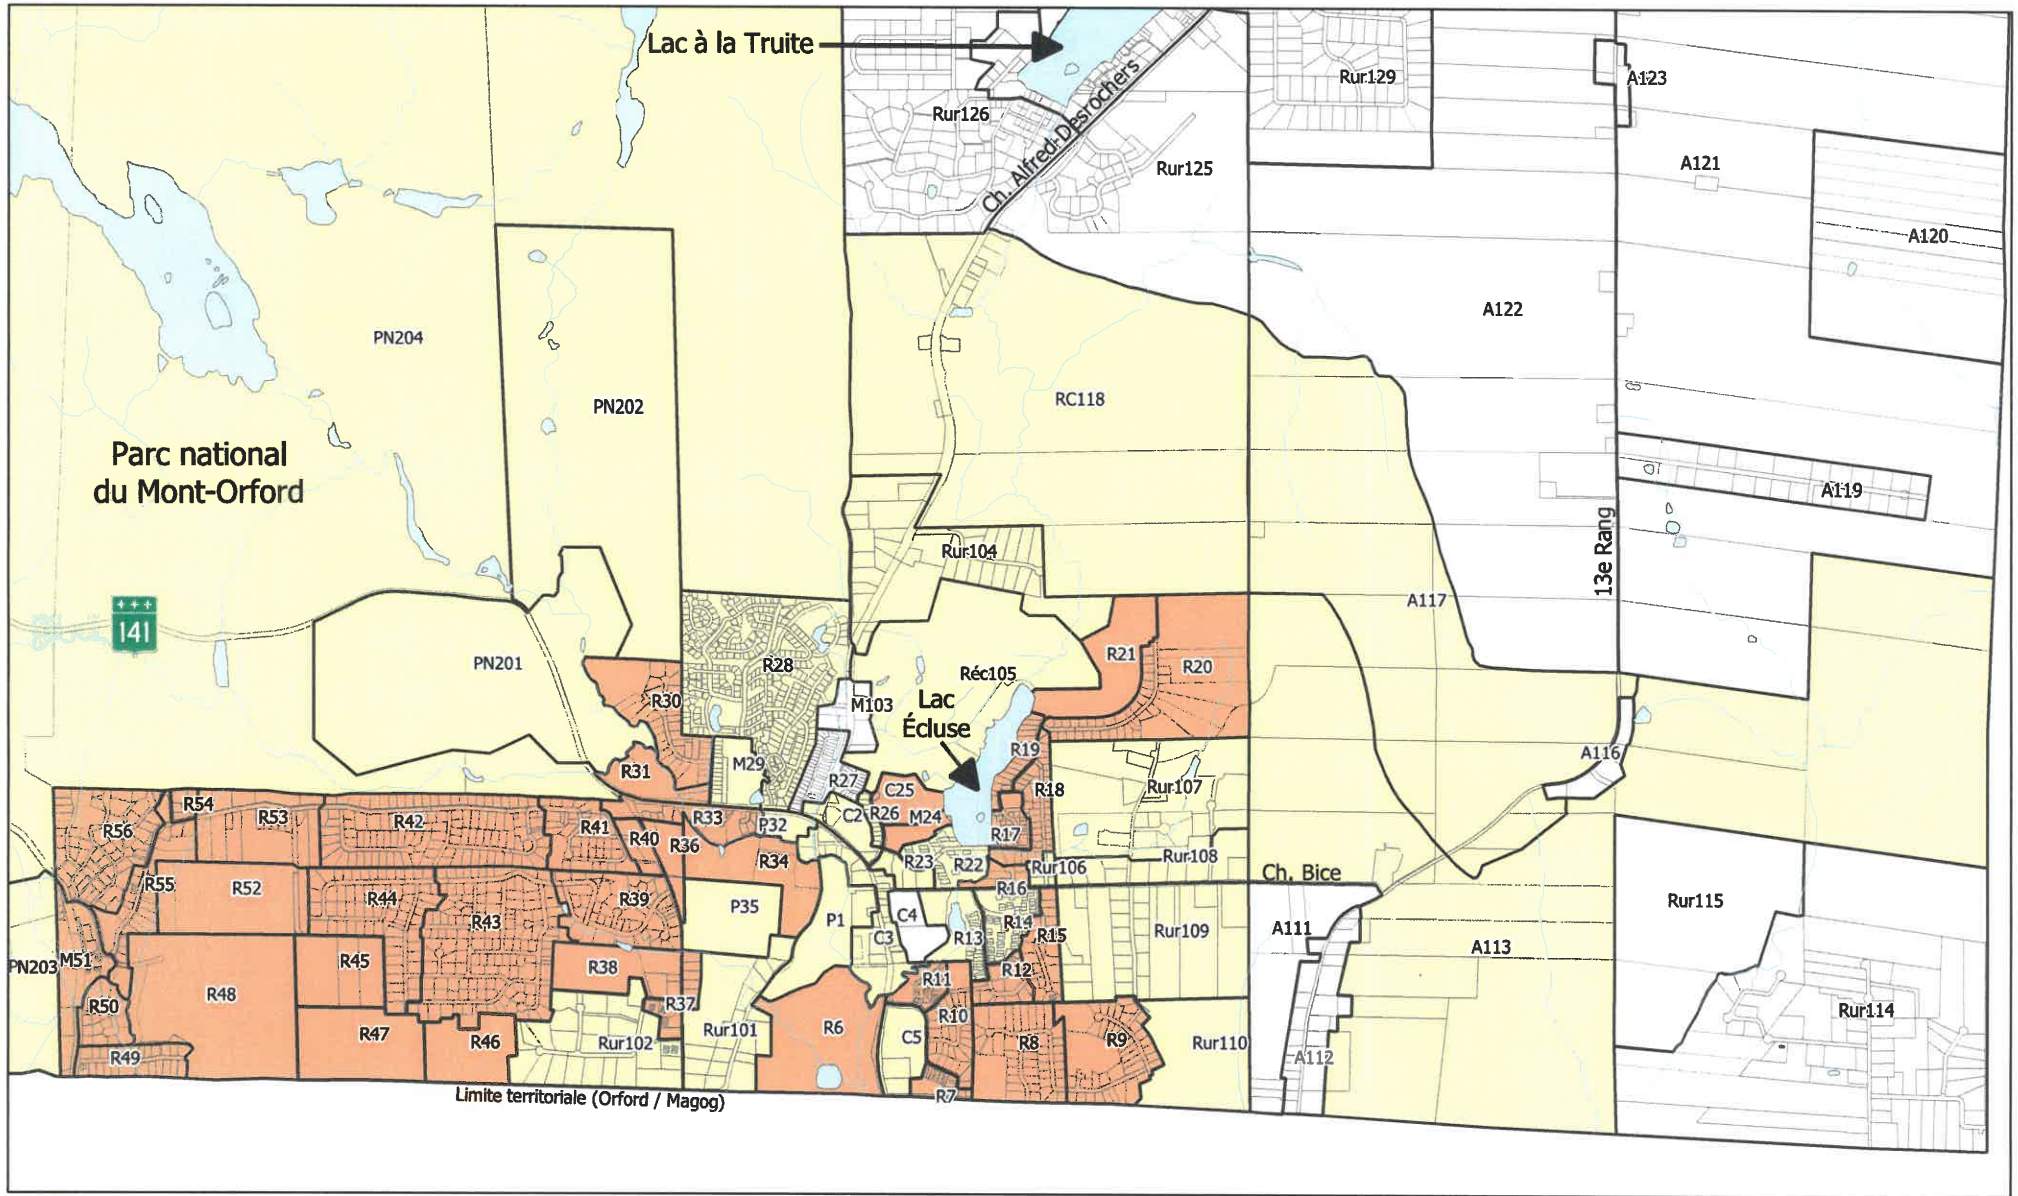 Lac à la Truite
Ch. Alfred-Desrochers
Rur126
Rur125
Rur129
A123
A121
A120
A122
PN204
PN202
RC118
Parc national
du Mont-Orford
A119
13e Rang
Rur104
A117
141
PN201
R28
R30
M103
Réc105
Lac
Écluse
R21
R20
R31
M29
R27
R19
A116
R18
Rur107
C25
M24
R26
C2
R17
R54
R53
R56
R42
R41
R40
R33
P32
R36
R34
R23
R22
Rur106
Rur108
Ch. Bice
R55
R52
R44
R43
R39
P35
P1
C4
C3
R16
R14
R13
R15
Rur109
A111
A113
Rur115
PN203
M51
R50
R48
R45
R38
R37
R12
R11
R10
R49
R47
R46
Rur102
Rur101
R6
C5
R8
R9
Rur110
A112
Rur114
R7
Limite territoriale (Orford / Magog)